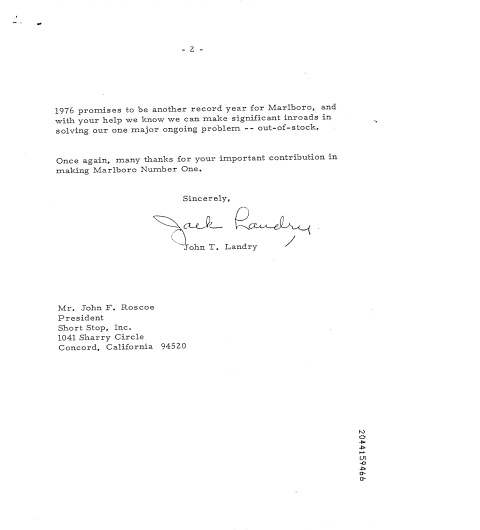 - 2 -
1976 promises to be another record year for Marlboro, and
with your help we know we can make significant inroads in
solving our one major ongoing problem -- out-of-stock.
Once again, many thanks for your important contribution in
making Marlboro Number One.
Sincerely,
Jack Landry
John T. Landry
Mr. John F. Roscoe
President
Short Stop, Inc.
1041 Sharry Circle
Concord, California 94520
2044159466